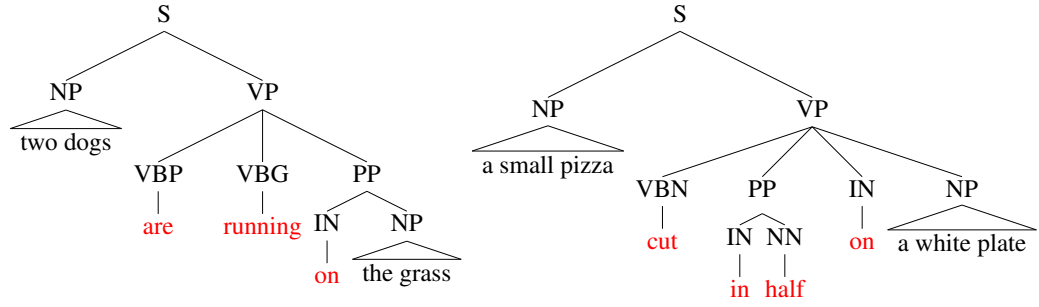 S
NP VP
two dogs
VBP VBG PP
are running IN NP
on the grass
S
NP VP
a small pizza
VBN PP IN NP
cut IN NN on a white plate
in half